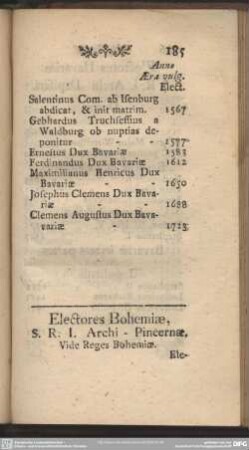 185
Anno
Æra vulg.
Elect.
Salentinus Com. ab Isenburg
abdicat, & init matrim. 1567
Gebhardus Truchsessius a
Waldburg ob nuptias de-
ponitur - - 1577
Ernestus Dux Bavariæ - 1583
Ferdinandus Dux Bavariæ 1612
Maximilianus Henricus Dux
Bavariæ - - 1650
Josephus Clemens Dux Bava-
riæ - - 1688
Clemens Augustus Dux Bava-
variæ - - 1723.
Electores Bohemiæ,
S. R. I. Archi - Pincernæ,
Vide Reges Bohemiæ.
Ele-